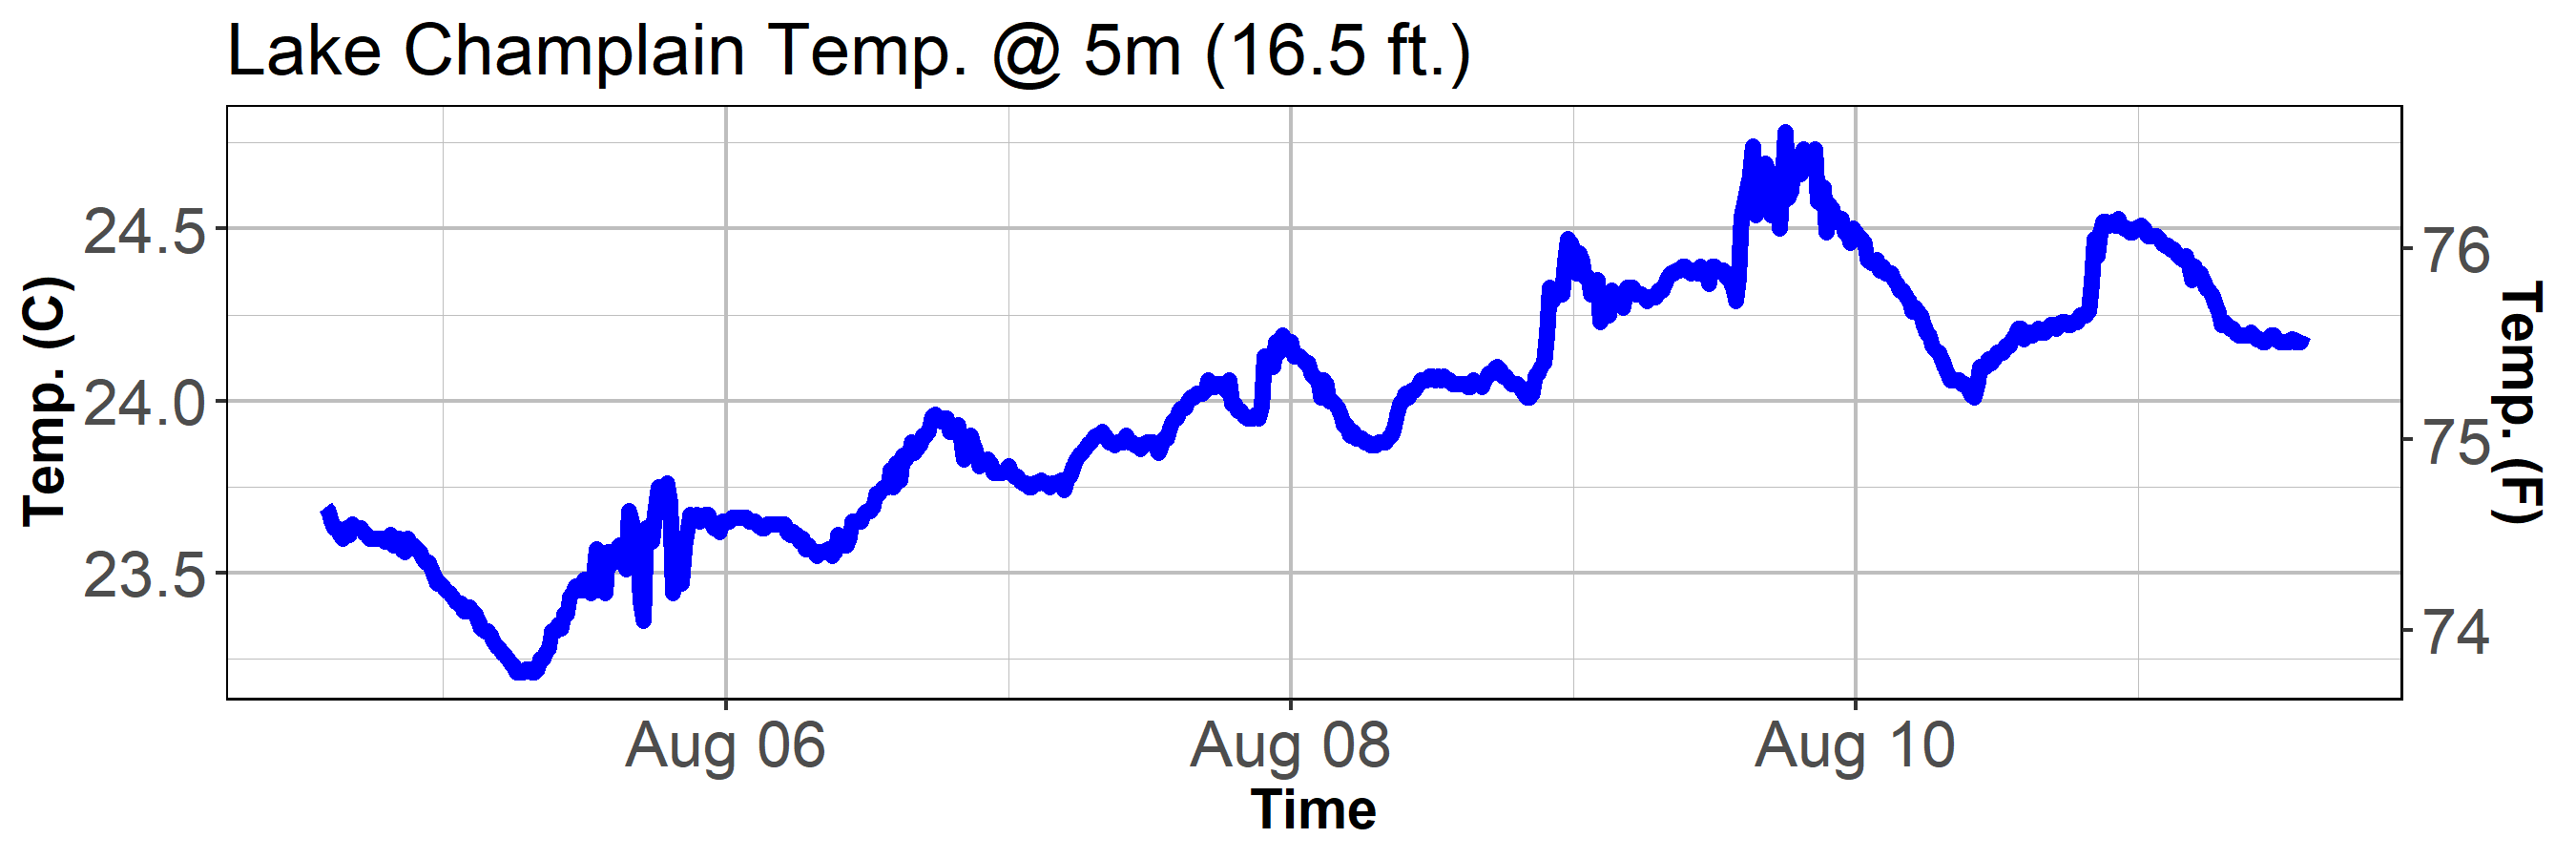 Lake Champlain Temp. @ 5m (16.5 ft.)
Temp. (C)
24.5
24.0
23.5
76
75
74
Temp. (F)
Aug 06
Aug 08
Aug 10
Time